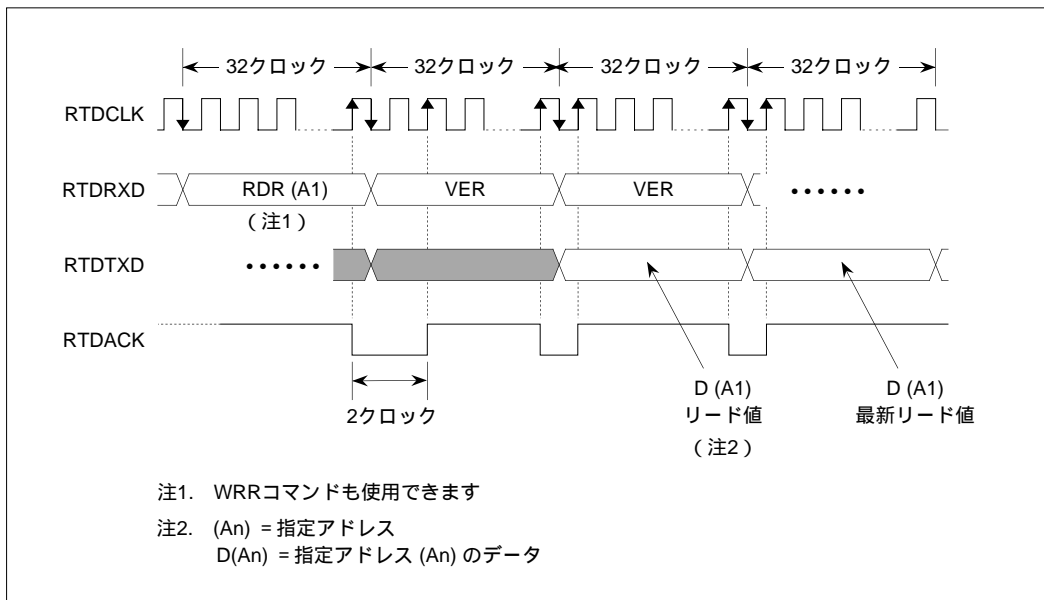 32クロック 32クロック 32クロック 32クロック
RTDCLK
RTDRXD RDR (A1) VER VER ••••••
（注1）
RTDTXD ••••••
RTDACK
2クロック
D (A1) D (A1)
リード値 最新リード値
（注2）
注1. WRRコマンドも使用できます
注2. (An) = 指定アドレス
D(An) = 指定アドレス (An) のデータ